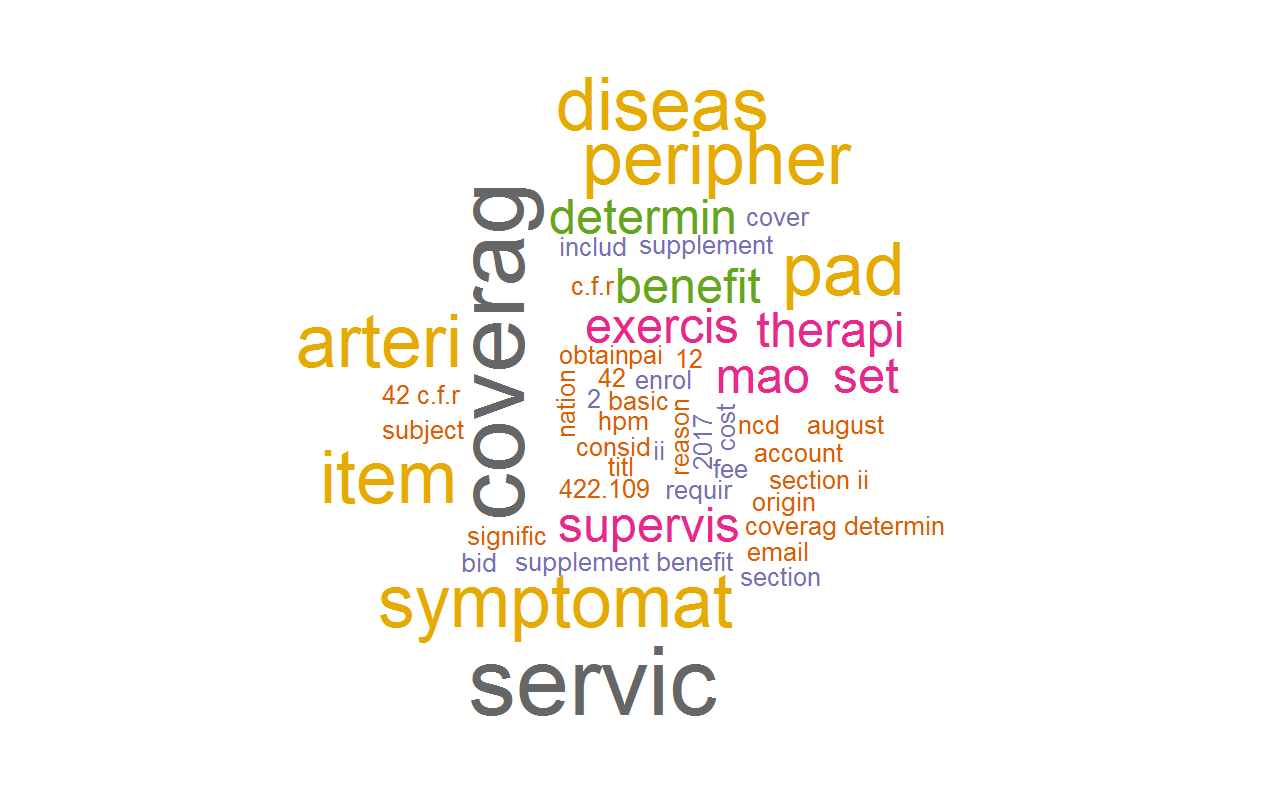 diseas
peripher
coverag
determin
cover
includ
supplement
pad
c.f.r
benefit
arteri
exercis
therapi
obtainpai
12
mao
set
42
enrol
nation
42 c.f.r
2
basic
reason
2017
cost
hpm
ncd
august
subject
consid
ii
account
titl
fee
item
422.109
requir
section ii
origin
supervis
coverag determin
signific
email
bid
supplement benefit
section
symptomat
servic